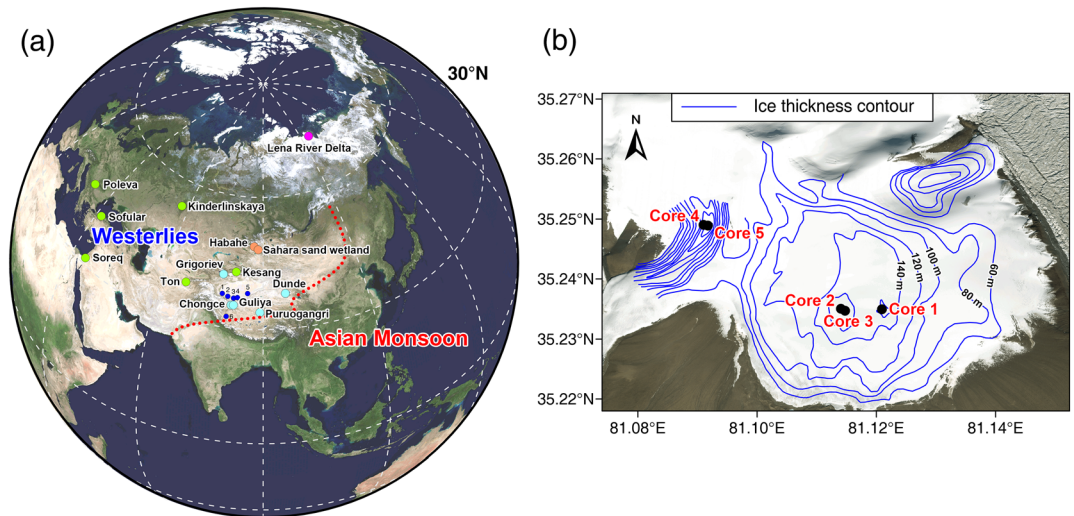 (a)
30°N
Lena River Delta
Poleva
Kinderlinskaya
Sofular
Westerlies
Habahe
Sahara sand wetland
Soreq
Grigoriev
Kesang
Ton
Dunde
1
2
3
4
5
Chongce
Guliya
6
Puruogangri
Asian Monsoon
(b)
Ice thickness contour
N
35.27°N
35.26°N
35.25°N
35.24°N
35.23°N
35.22°N
Core 4
Core 5
Core 2
Core 3
Core 1
140 m
120 m
100 m
80 m
60 m
81.08°E
81.10°E
81.12°E
81.14°E